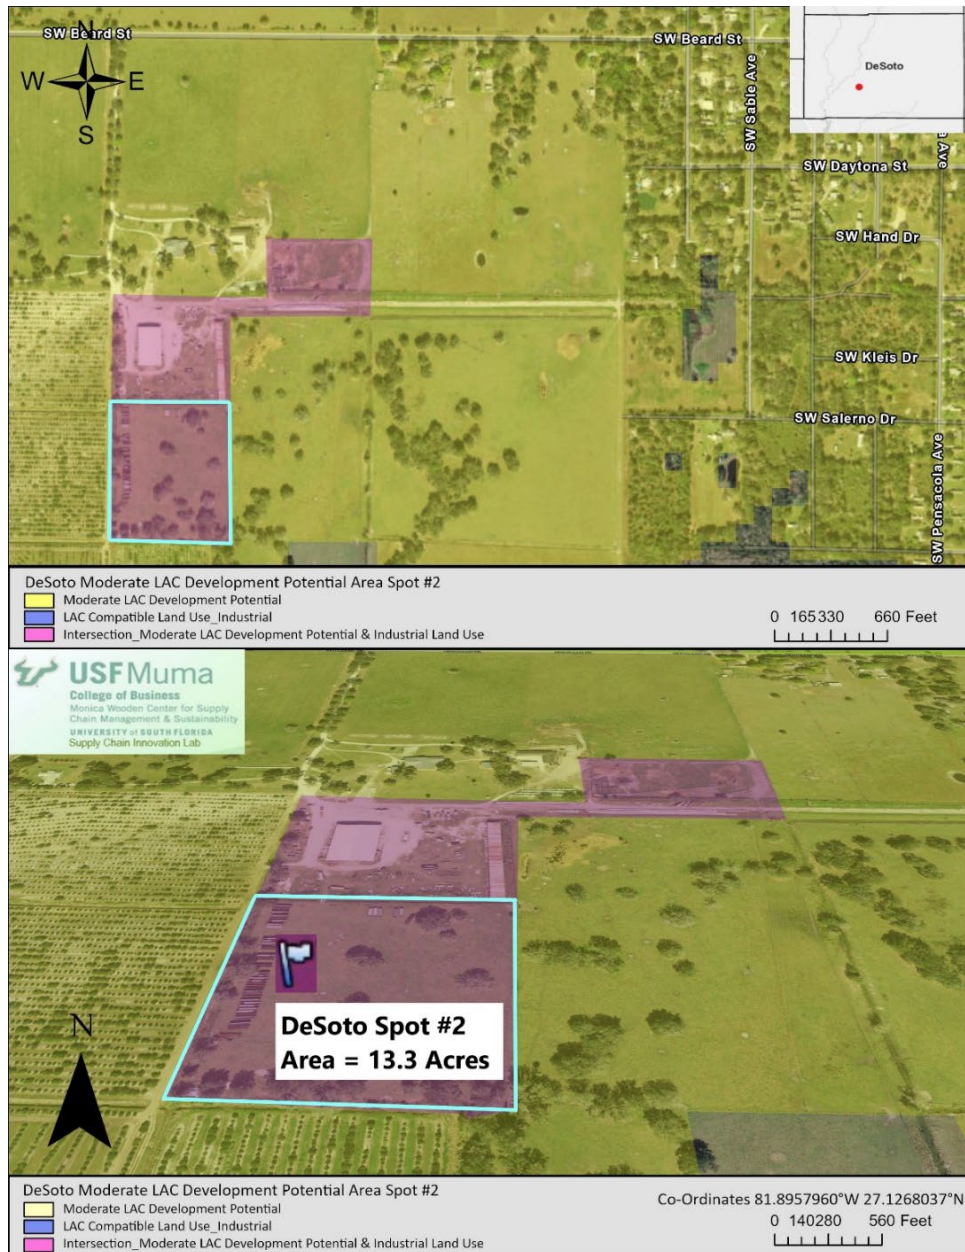 SW Beard St
N
SW Beard St
W E
S
DeSoto
SW Sable Ave
SW Daytona St
SW Hand Dr
SW Kleis Dr
SW Salerno Dr
SW Pensacola Ave
DeSoto Moderate LAC Development Potential Area Spot #2
Moderate LAC Development Potential
LAC Compatible Land Use_Industrial
Intersection_Moderate LAC Development Potential & Industrial Land Use
0 165330 660 Feet
USF Muma
College of Business
Monica Wooden Center for Supply
Chain Management & Sustainability
UNIVERSITY of SOUTH FLORIDA
Supply Chain Innovation Lab
DeSoto Spot #2
Area = 13.3 Acres
N
DeSoto Moderate LAC Development Potential Area Spot #2
Moderate LAC Development Potential
LAC Compatible Land Use_Industrial
Intersection_Moderate LAC Development Potential & Industrial Land Use
Co-Ordinates 81.8957960°W 27.1268037°N
0 140280 560 Feet